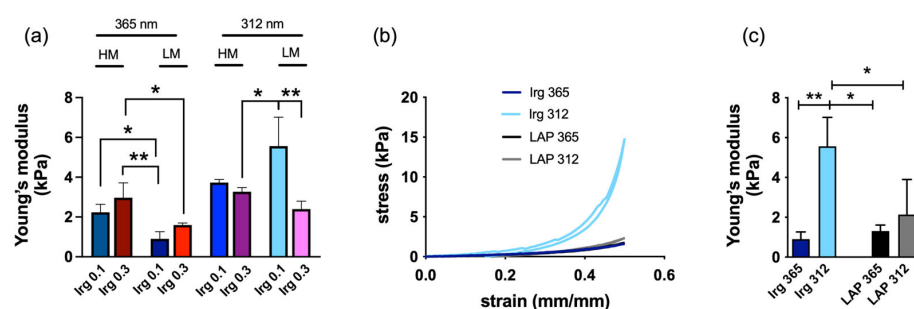 (a)
365 nm
312 nm
HM
LM
HM
LM
Young's modulus
(kPa)
8
6
4
2
0
*
*
**
*
**
Irg 0.1
Irg 0.3
Irg 0.1
Irg 0.3
Irg 0.1
Irg 0.3
Irg 0.1
Irg 0.3
(b)
stress (kPa)
20
15
10
5
0
Irg 365
Irg 312
LAP 365
LAP 312
0.0
0.2
0.4
0.6
strain (mm/mm)
(c)
Young's modulus
(kPa)
8
6
4
2
0
**
*
*
Irg 365
Irg 312
LAP 365
LAP 312